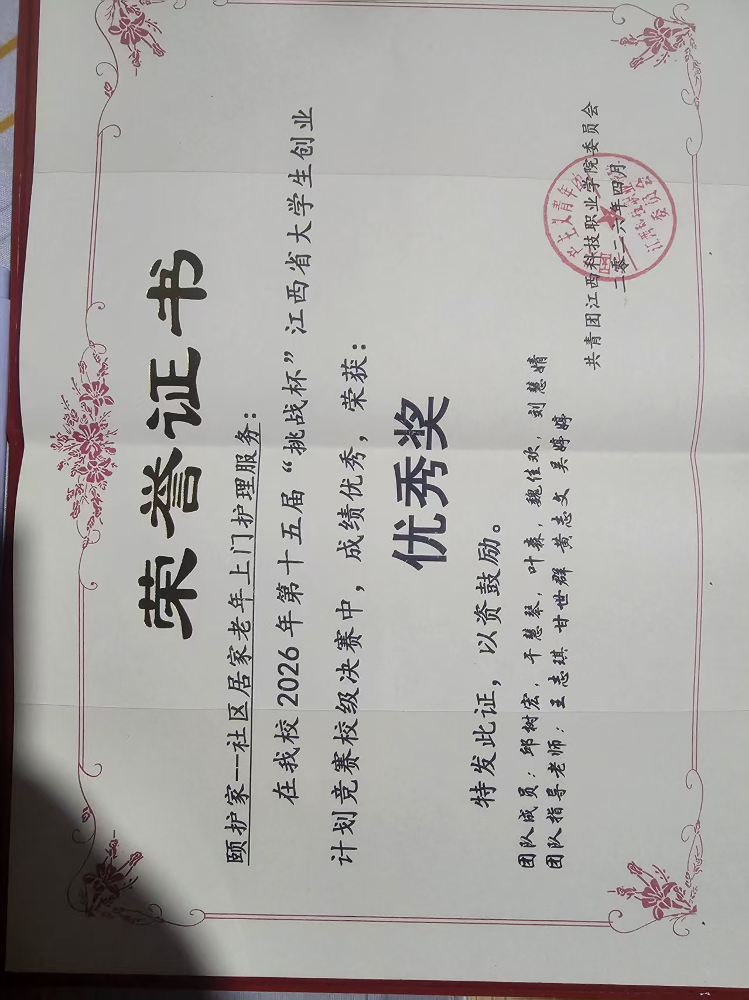 荣誉证书
颐护家--社区居家老年上门护理服务：
在我校2026年第十五届“挑战杯”江西省大学生创业
计划竞赛校级决赛中，成绩优秀，荣获：
优秀奖
特发此证，以资鼓励。
团队成员：邱树宏，干慧琴，叶森，魏佳欢，刘慧婧
团队指导老师：王志琪 甘世群 黄志文 吴婷婷
共青团江西科技职业学院委员会
二零二六年四月